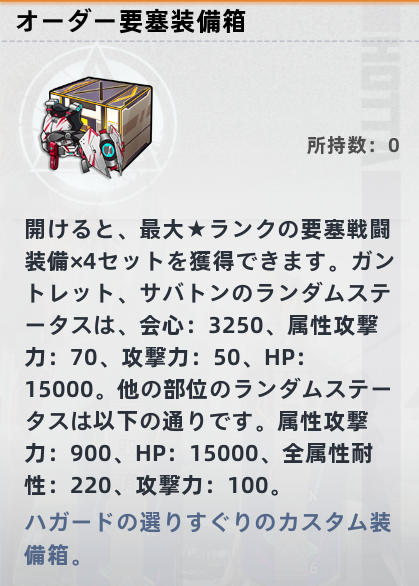 オーダー要塞装備箱
所持数：0
開けると、最大★ランクの要塞戦闘
装備×4セットを獲得できます。ガン
トレット、サバトンのランダムステ
ータスは、会心：3250、属性攻撃
力：70、攻撃力：50、HP：
15000。他の部位のランダムステー
タスは以下の通りです。属性攻撃
力：900、HP：15000、全属性耐
性：220、攻撃力：100。
ハガードの選りすぐりのカスタム装
備箱。